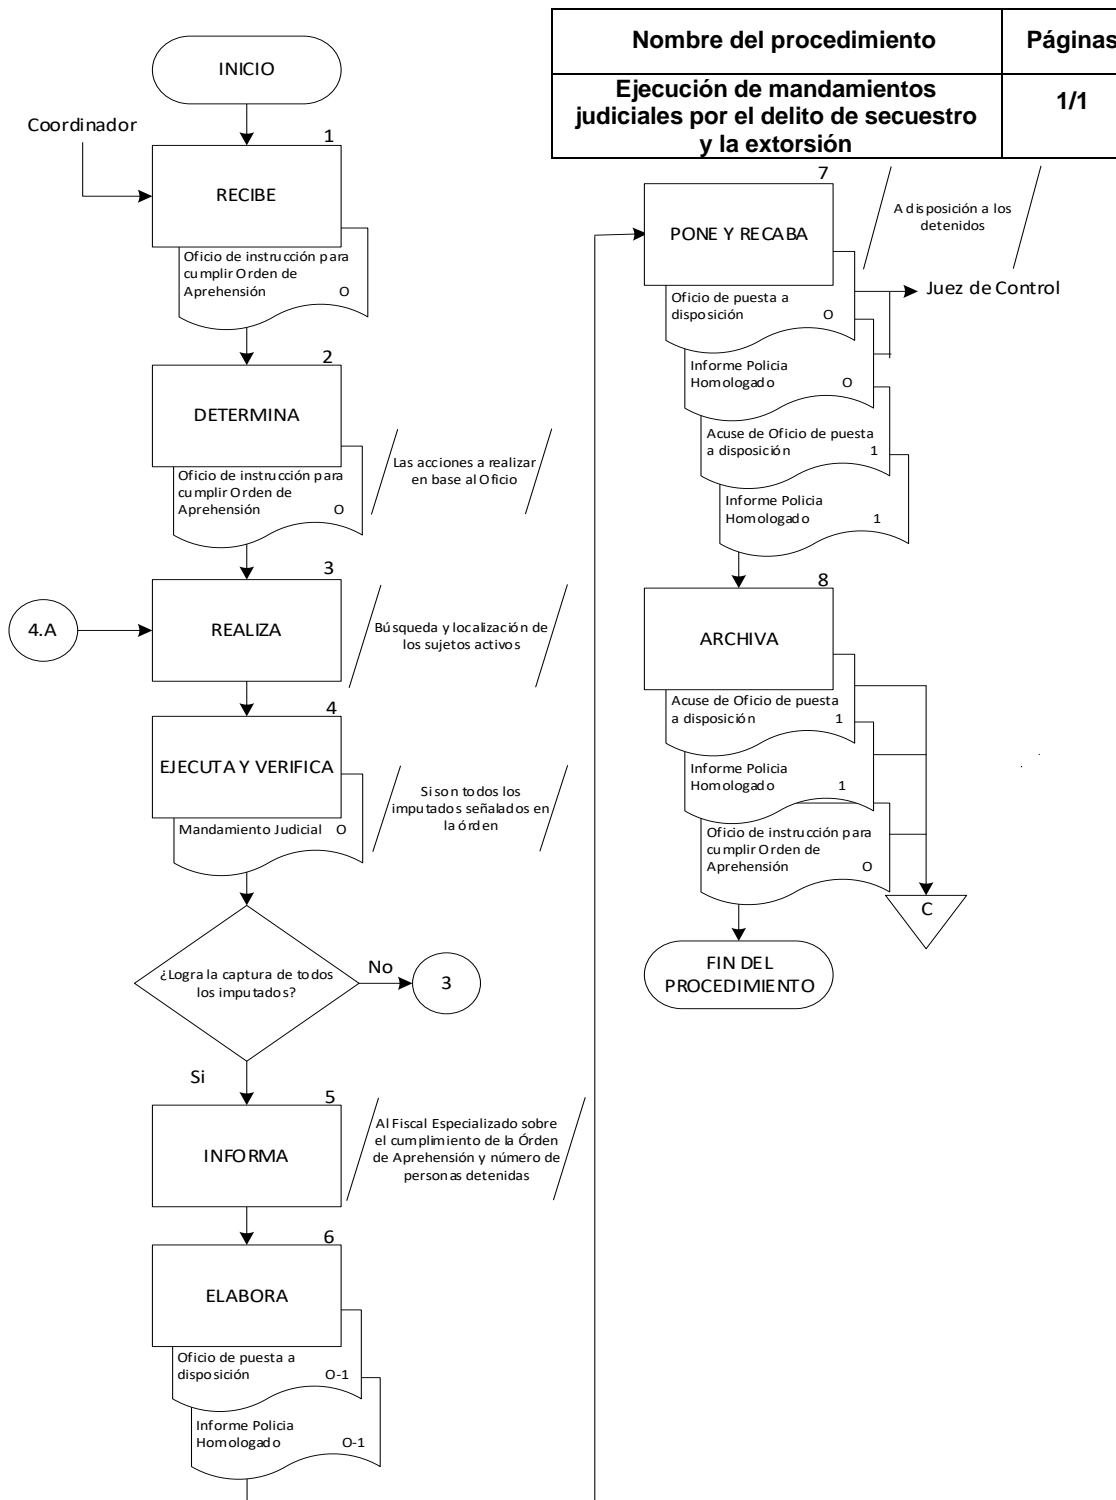 Nombre del procedimiento
Páginas
Ejecución de mandamientos
judiciales por el delito de secuestro
y la extorsión
1/1
INICIO
Coordinador
1
RECIBE
Oficio de instrucción para
cumplir Orden de
Aprehensión O
2
DETERMINA
Oficio de instrucción para
cumplir Orden de
Aprehensión O
Las acciones a realizar
en base al Oficio
3
4.A
REALIZA
Búsqueda y localización de
los sujetos activos
4
EJECUTA Y VERIFICA
Mandamiento Judicial O
Si son todos los
imputados señalados en
la órden
¿Logra la captura de todos
los imputados?
No
3
Si
5
INFORMA
Al Fiscal Especializado sobre
el cumplimiento de la Órden
de Aprehensión y número de
personas detenidas
6
ELABORA
Oficio de puesta a
disposición O-1
Informe Policia
Homologado O-1
7
PONE Y RECABA
A disposición a los
detenidos
Oficio de puesta a
disposición O
Juez de Control
Informe Policia
Homologado O
Acuse de Oficio de puesta
a disposición 1
Informe Policia
Homologado 1
8
ARCHIVA
Acuse de Oficio de puesta
a disposición 1
Informe Policia
Homologado 1
Oficio de instrucción para
cumplir Orden de
Aprehensión O
C
FIN DEL
PROCEDIMIENTO